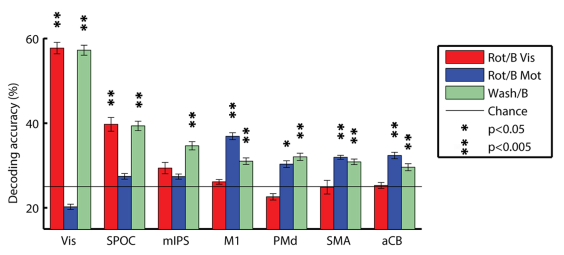 **
**
**
**
**
**
**
*
**
**
**
**
**
60
40
20
Decoding accuracy (%)
Vis SPOC mIPS M1 PMd SMA aCB
Rot/B Vis
Rot/B Mot
Wash/B
Chance
* p<0.05
** p<0.005